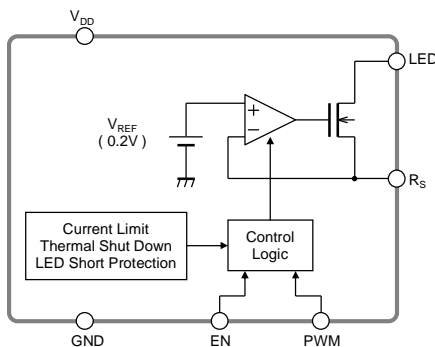 VDD
LED
VREF
( 0.2V )
+
−
RS
Current Limit
Thermal Shut Down
LED Short Protection
Control
Logic
GND
EN
PWM